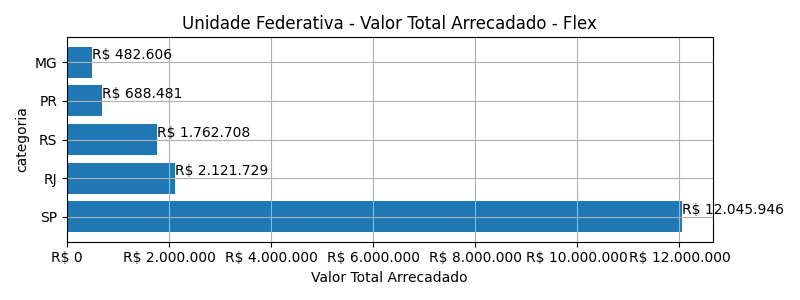 Unidade Federativa - Valor Total Arrecadado - Flex
categoria
MG
R$ 482.606
PR
R$ 688.481
RS
R$ 1.762.708
RJ
R$ 2.121.729
SP
R$ 12.045.946
R$ 0
R$ 2.000.000
R$ 4.000.000
R$ 6.000.000
R$ 8.000.000
R$ 10.000.000
R$ 12.000.000
Valor Total Arrecadado